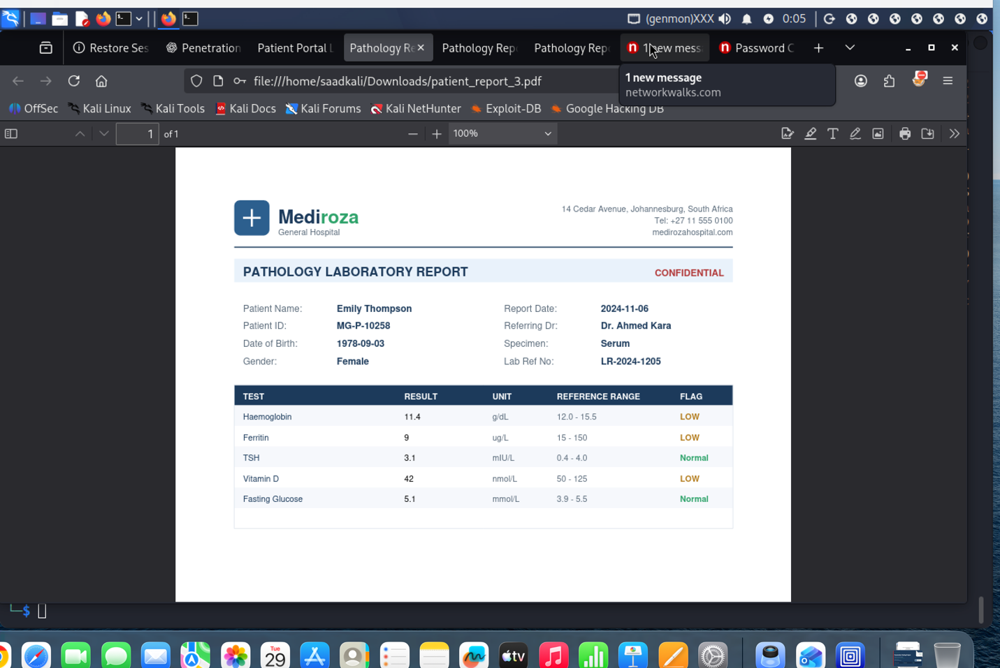 (genmon)XXX 0:05
Restore Ses Penetration Patient Portal L Pathology Re Pathology Rep Pathology Rep 1 new mess Password C
file:///home/saadkali/Downloads/patient_report_3.pdf
1 new message
networkwalks.com
OffSec Kali Linux Kali Tools Kali Docs Kali Forums Kali NetHunter Exploit-DB Google Hacking DB
1 of 1 100%
Mediroza
General Hospital
14 Cedar Avenue, Johannesburg, South Africa
Tel: +27 11 555 0100
medirozahospital.com
PATHOLOGY LABORATORY REPORT CONFIDENTIAL
Patient Name: Emily Thompson Report Date: 2024-11-06
Patient ID: MG-P-10258 Referring Dr: Dr. Ahmed Kara
Date of Birth: 1978-09-03 Specimen: Serum
Gender: Female Lab Ref No: LR-2024-1205
TEST RESULT UNIT REFERENCE RANGE FLAG
Haemoglobin 11.4 g/dL 12.0 - 15.5 LOW
Ferritin 9 ug/L 15 - 150 LOW
TSH 3.1 mIU/L 0.4 - 4.0 Normal
Vitamin D 42 nmol/L 50 - 125 LOW
Fasting Glucose 5.1 mmol/L 3.9 - 5.5 Normal
$
Tue
29
tv